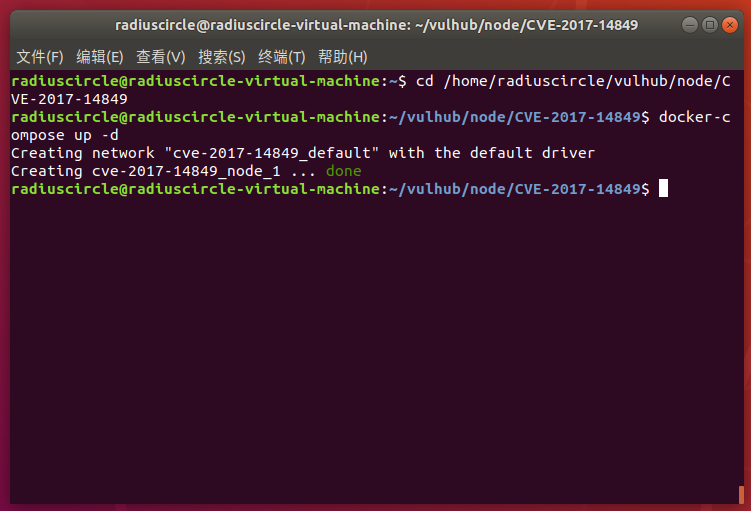 radiuscircle@radiuscircle-virtual-machine: ~/vulhub/node/CVE-2017-14849
文件(F) 编辑(E) 查看(V) 搜索(S) 终端(T) 帮助(H)
radiuscircle@radiuscircle-virtual-machine:~$ cd /home/radiuscircle/vulhub/node/C
VE-2017-14849
radiuscircle@radiuscircle-virtual-machine:~/vulhub/node/CVE-2017-14849$ docker-c
ompose up -d
Creating network "cve-2017-14849_default" with the default driver
Creating cve-2017-14849_node_1 ... done
radiuscircle@radiuscircle-virtual-machine:~/vulhub/node/CVE-2017-14849$